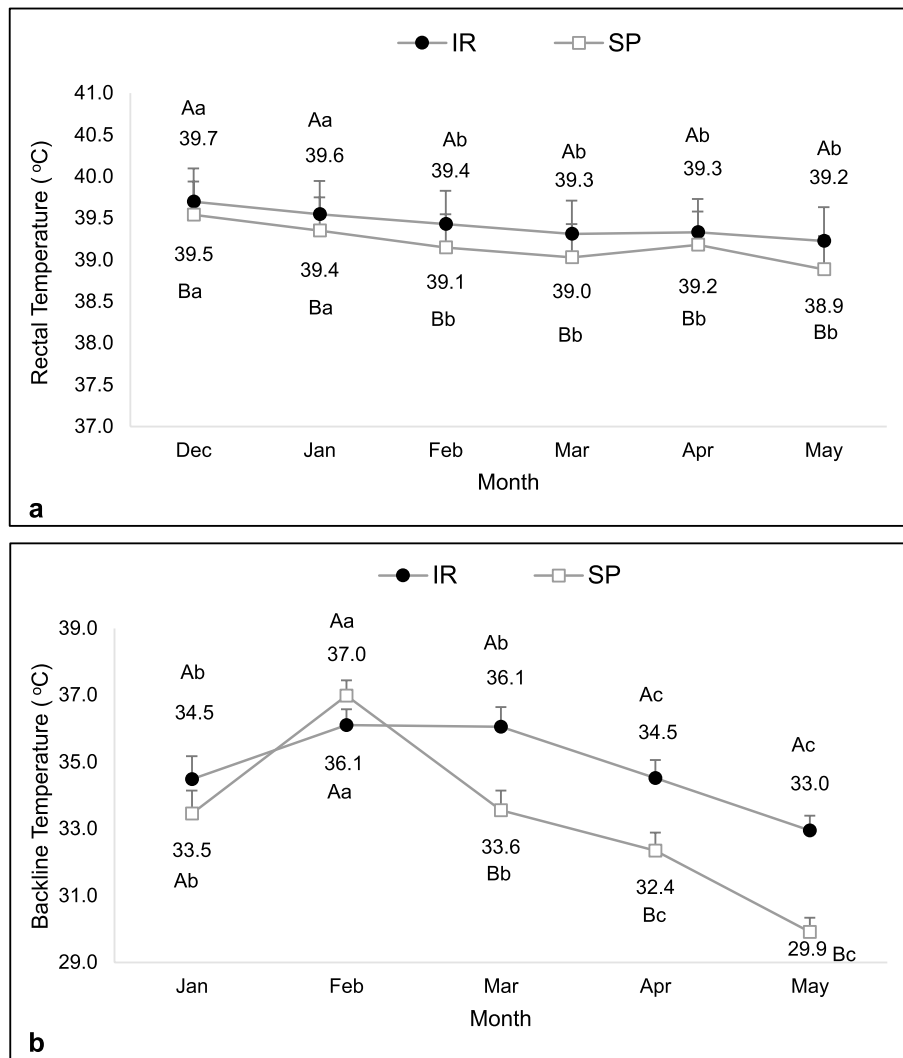 IR SP
Rectal Temperature ( °C)
41.0
40.5
40.0
39.5
39.0
38.5
38.0
37.5
37.0
Aa Aa Ab Ab Ab Ab
39.7 39.6 39.4 39.3 39.3 39.2
39.5 39.4 39.1 39.0 39.2 38.9
Ba Ba Bb Bb Bb Bb
Dec Jan Feb Mar Apr May
Month
a
IR SP
Backline Temperature ( °C)
39.0
37.0
35.0
33.0
31.0
29.0
Ab Aa Ab Ac Ac
34.5 37.0 36.1 34.5 33.0
33.5 36.1 33.6 32.4 29.9
Ab Aa Bb Bc Bc
Jan Feb Mar Apr May
Month
b